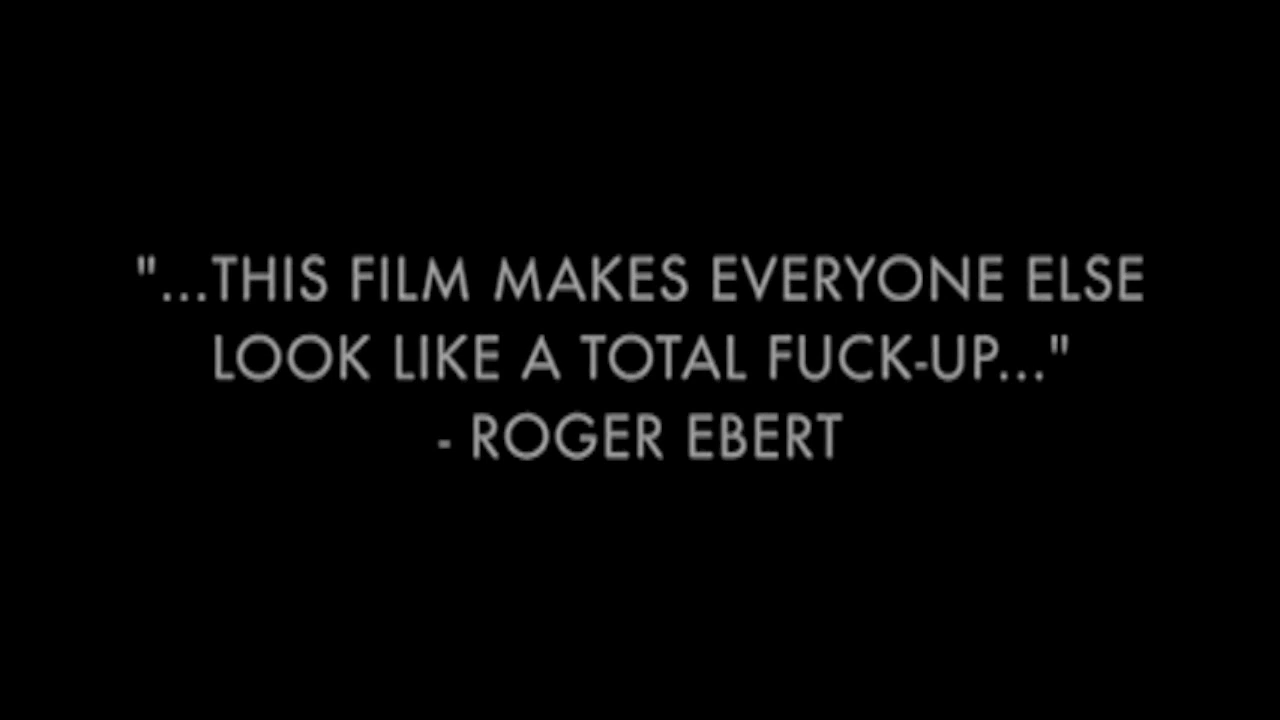 "...THIS FILM MAKES EVERYONE ELSE
LOOK LIKE A TOTAL FUCK-UP..."
- ROGER EBERT